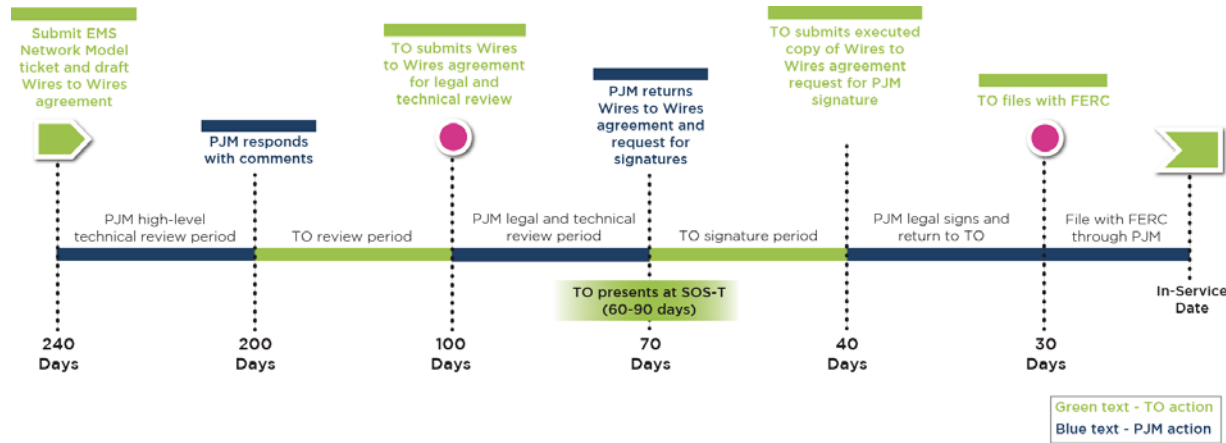 Submit EMS
Network Model
ticket and draft
Wires to Wires
agreement
PJM responds
with comments
TO submits Wires
to Wires agreement
for legal and
technical review
PJM returns
Wires to Wires
agreement and
request for
signatures
TO submits executed
copy of Wires to
Wires agreement
request for PJM
signature
TO files with FERC
PJM high-level
technical review period
TO review period
PJM legal and technical
review period
TO signature period
PJM legal signs and
return to TO
File with FERC
through PJM
TO presents at SOS-T
(60-90 days)
In-Service
Date
240
Days
200
Days
100
Days
70
Days
40
Days
30
Days
Green text - TO action
Blue text - PJM action